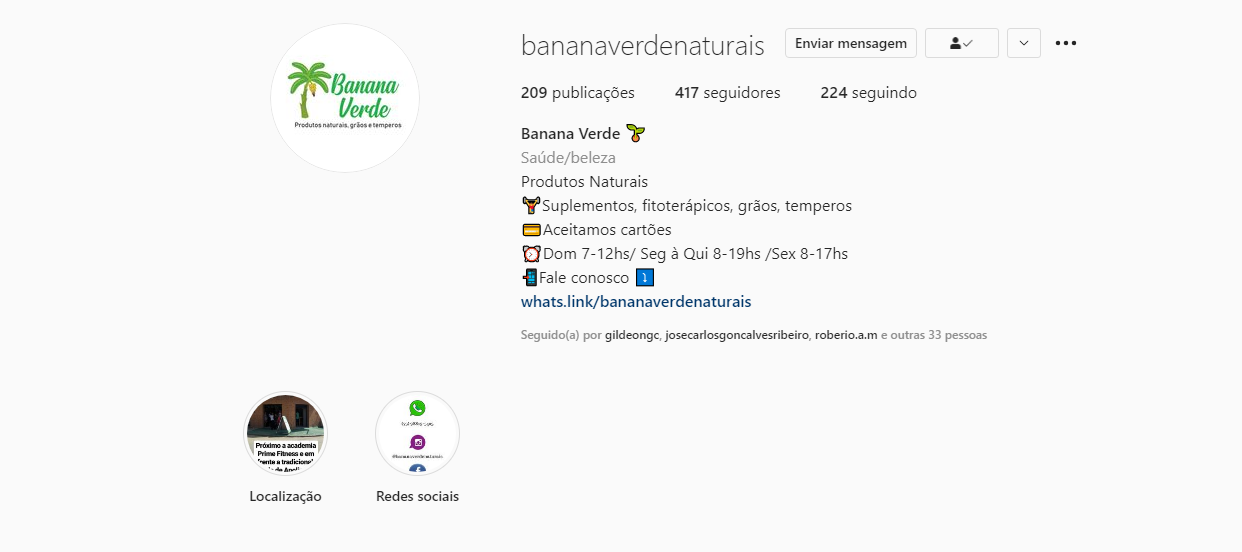 bananaverdenaturais
Enviar mensagem
Banana
Verde
Produtos naturais, grãos e temperos
209 publicações 417 seguidores 224 seguindo
Banana Verde
Saúde/beleza
Produtos Naturais
Suplementos, fitoterápicos, grãos, temperos
Aceitamos cartões
Dom 7-12hs/ Seg à Qui 8-19hs /Sex 8-17hs
Fale conosco
whats.link/bananaverdenaturais
Seguido(a) por gildeongc, josecarlosgoncalvesribeiro, roberio.a.m e outras 33 pessoas
Próximo a academia
Prime Fitness e em
frente a tradicional
@bananaverdenaturais
Localização
Redes sociais